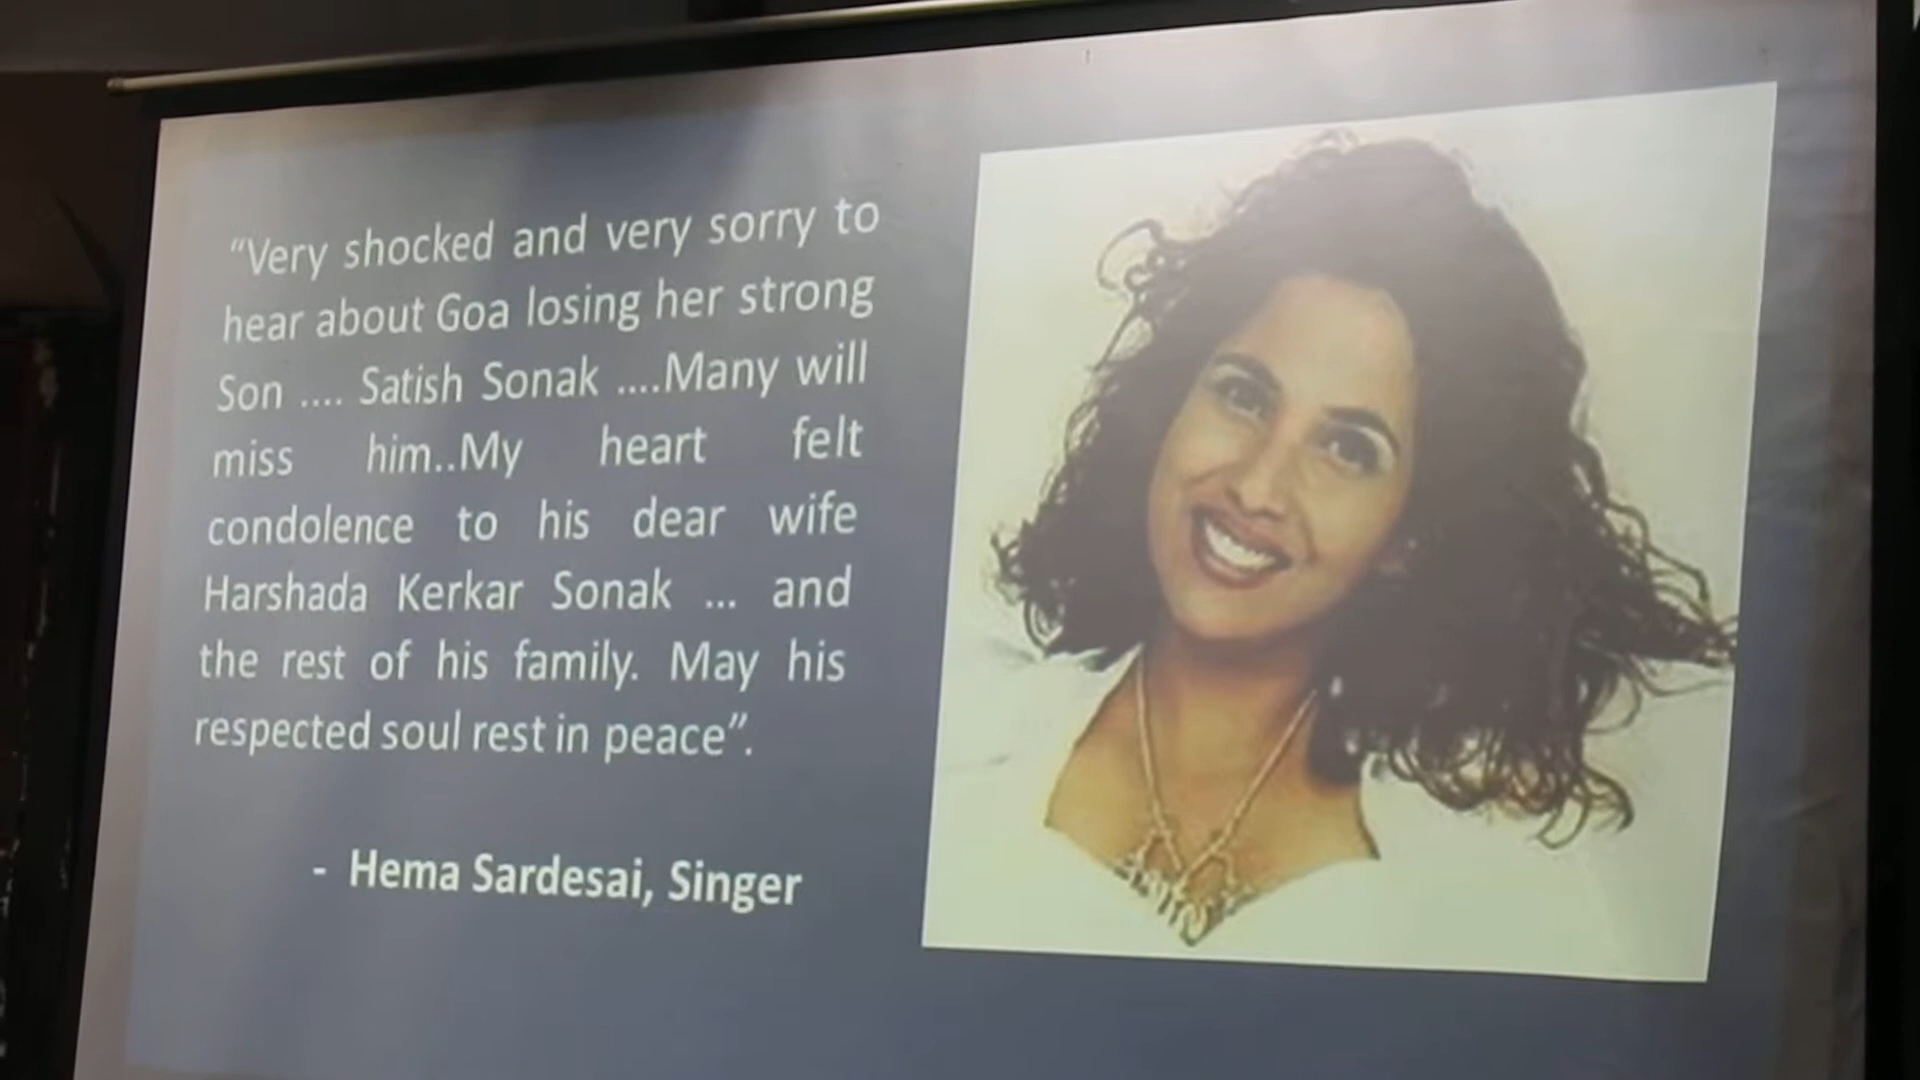 “Very shocked and very sorry to
hear about Goa losing her strong
Son .... Satish Sonak ....Many will
miss him..My heart felt
condolence to his dear wife
Harshada Kerkar Sonak ... and
the rest of his family. May his
respected soul rest in peace”.
- Hema Sardesai, Singer